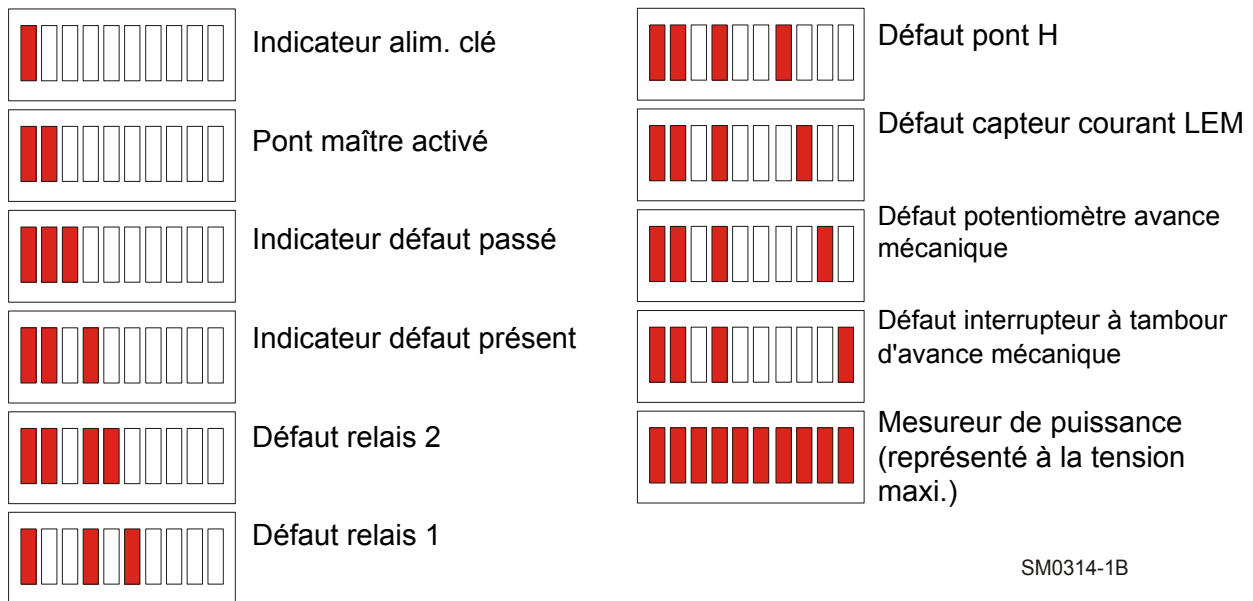 Indicateur alim. clé
Pont maître activé
Indicateur défaut passé
Indicateur défaut présent
Défaut relais 2
Défaut relais 1
Défaut pont H
Défaut capteur courant LEM
Défaut potentiomètre avance
mécanique
Défaut interrupteur à tambour
d'avance mécanique
Mesureur de puissance
(représenté à la tension
maxi.)
SM0314-1B